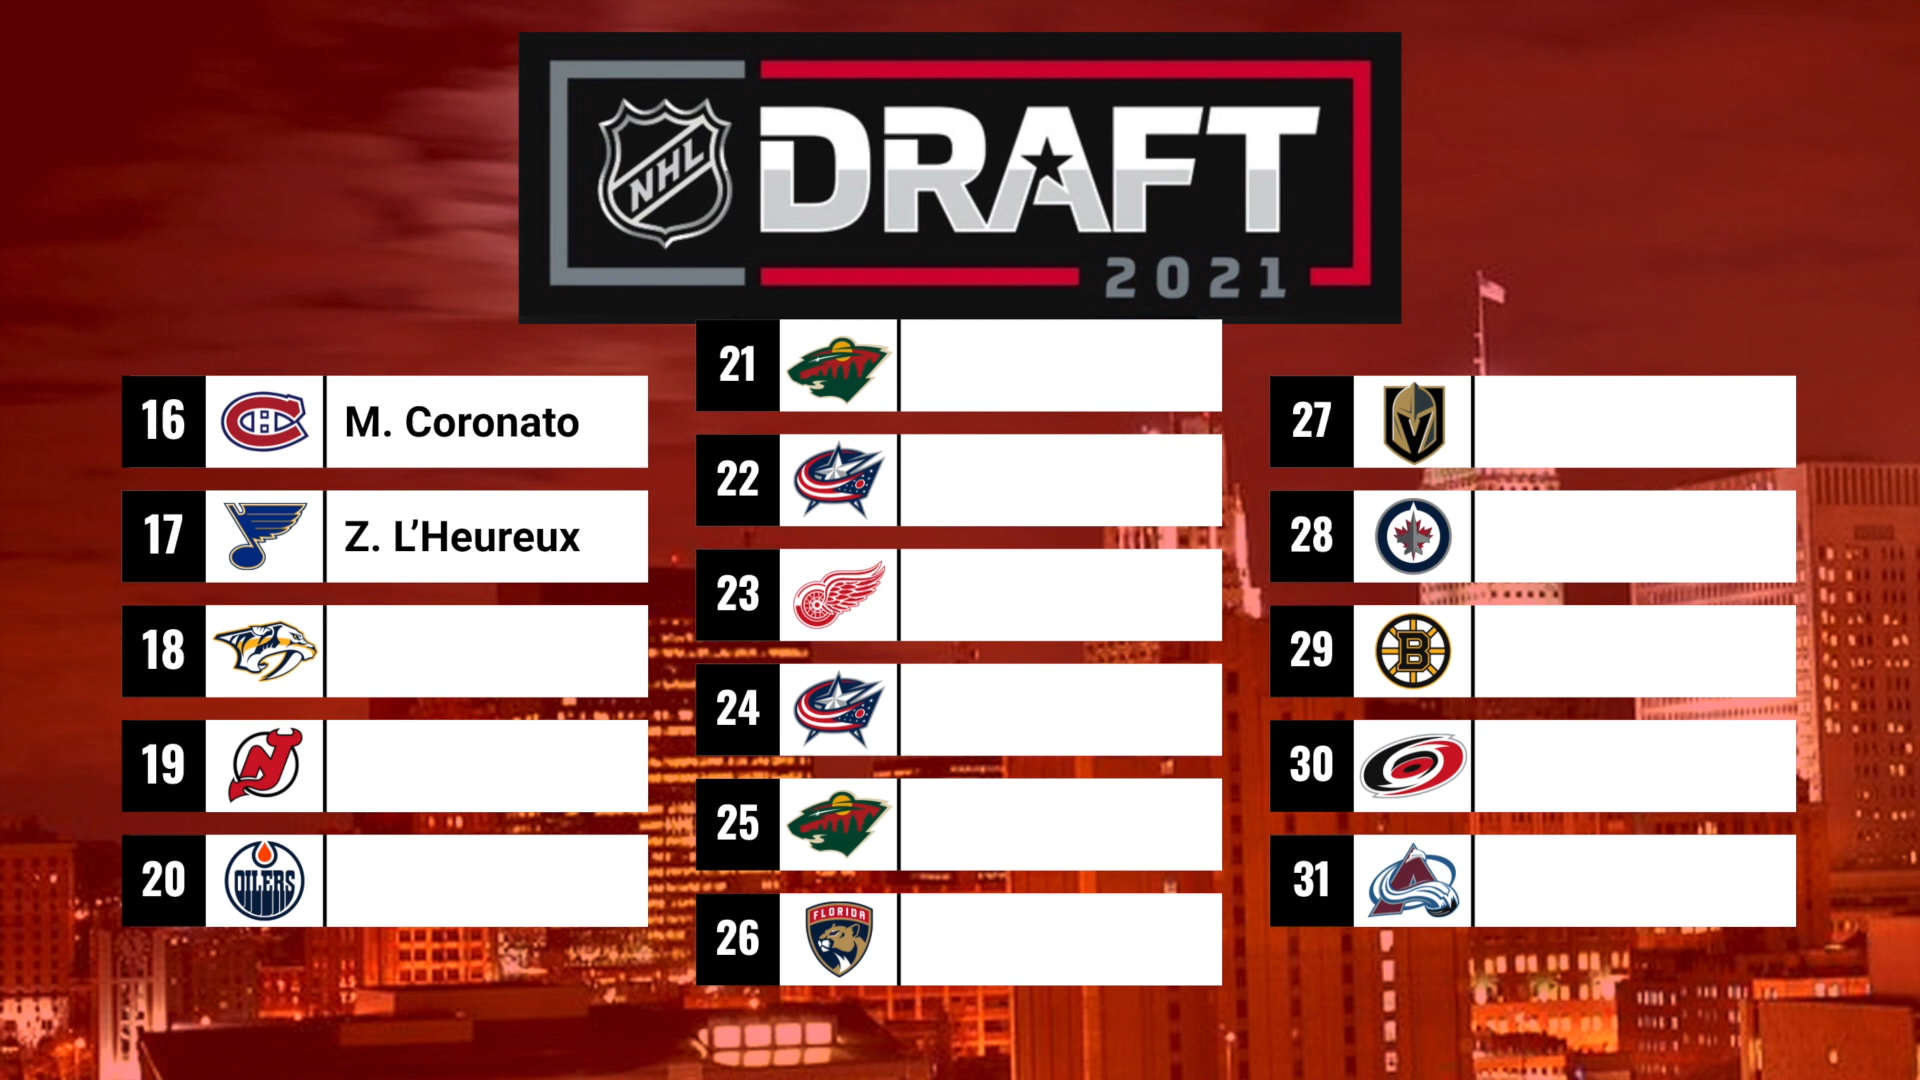 NHL
DRAFT
2021
16 M. Coronato
17 Z. L’Heureux
18
19
20 OILERS
21
22
23
24
25
26 FLORIDA
27
28
29 B
30
31